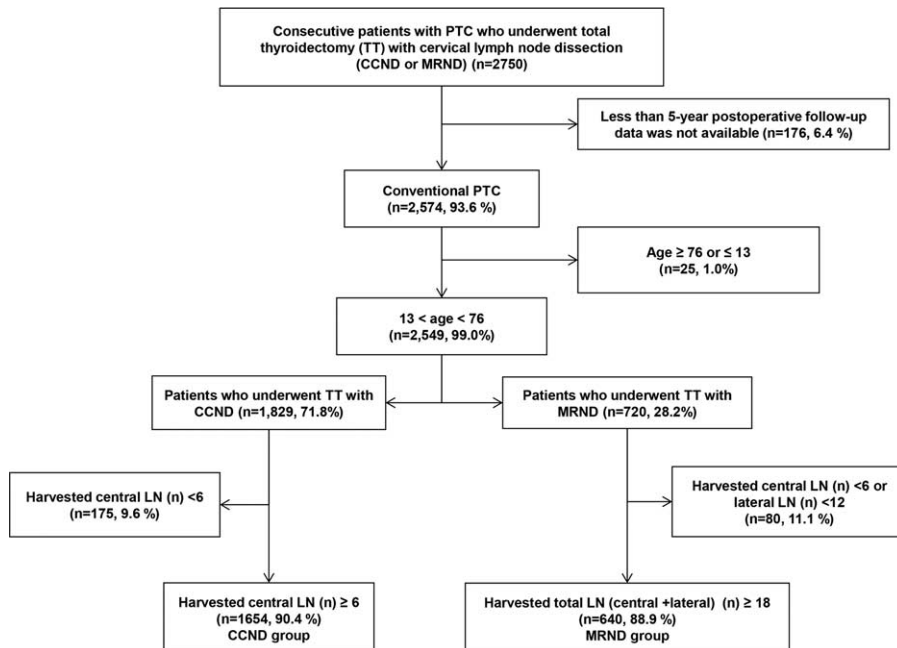 Consecutive patients with PTC who underwent total
thyroidectomy (TT) with cervical lymph node dissection
(CCND or MRND) (n=2750)
Less than 5-year postoperative follow-up
data was not available (n=176, 6.4 %)
Conventional PTC
(n=2,574, 93.6 %)
Age ≥ 76 or ≤ 13
(n=25, 1.0%)
13 < age < 76
(n=2,549, 99.0%)
Patients who underwent TT with
CCND (n=1,829, 71.8%)
Patients who underwent TT with
MRND (n=720, 28.2%)
Harvested central LN (n) <6
(n=175, 9.6 %)
Harvested central LN (n) <6 or
lateral LN (n) <12
(n=80, 11.1 %)
Harvested central LN (n) ≥ 6
(n=1654, 90.4 %)
CCND group
Harvested total LN (central +lateral) (n) ≥ 18
(n=640, 88.9 %)
MRND group